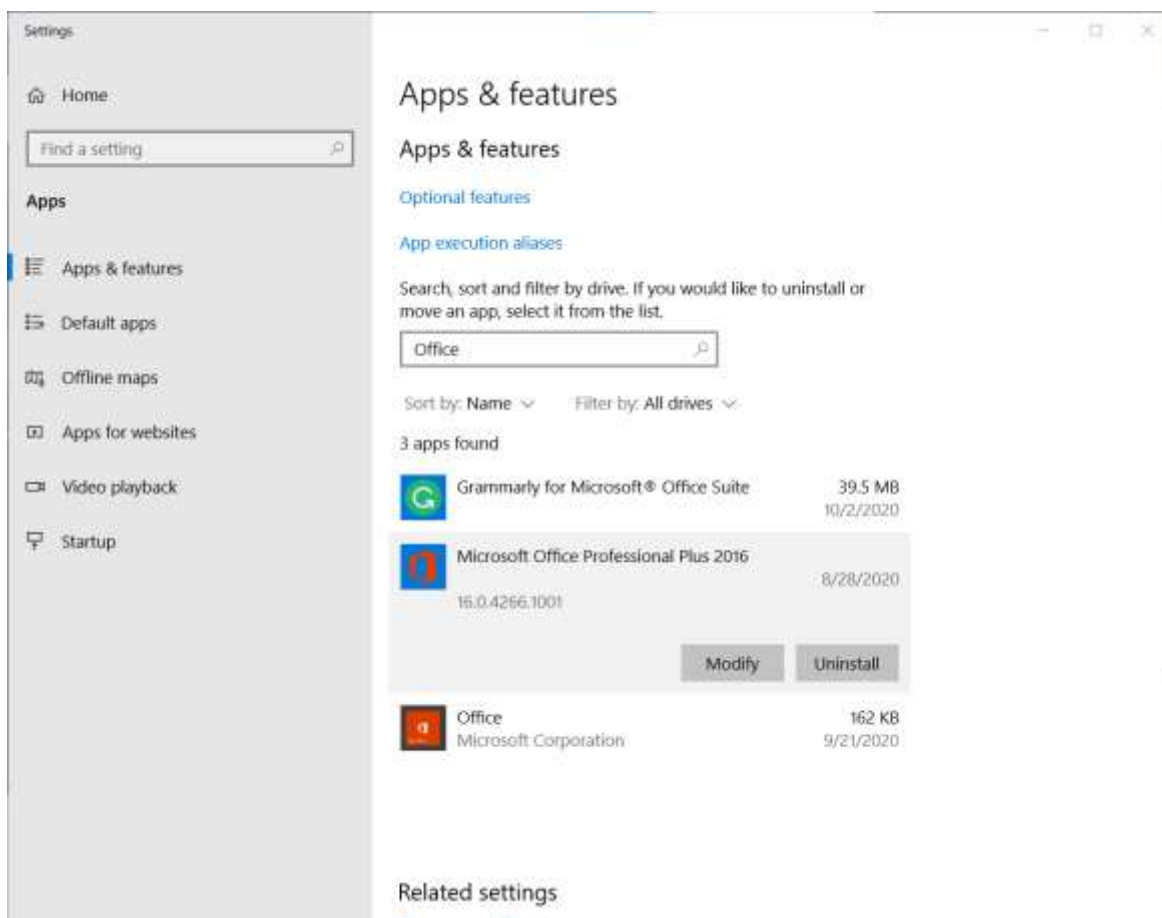 Settings
Home
Find a setting
Apps
Apps & features
Default apps
Offline maps
Apps for websites
Video playback
Startup
Apps & features
Apps & features
Optional features
App execution aliases
Search, sort and filter by drive. If you would like to uninstall or
move an app, select it from the list.
Office
Sort by: Name Filter by: All drives
3 apps found
Grammarly for Microsoft® Office Suite 39.5 MB
10/2/2020
Microsoft Office Professional Plus 2016
8/28/2020
16.0.4266.1001
Modify Uninstall
Office 162 KB
Microsoft Corporation 9/21/2020
Related settings